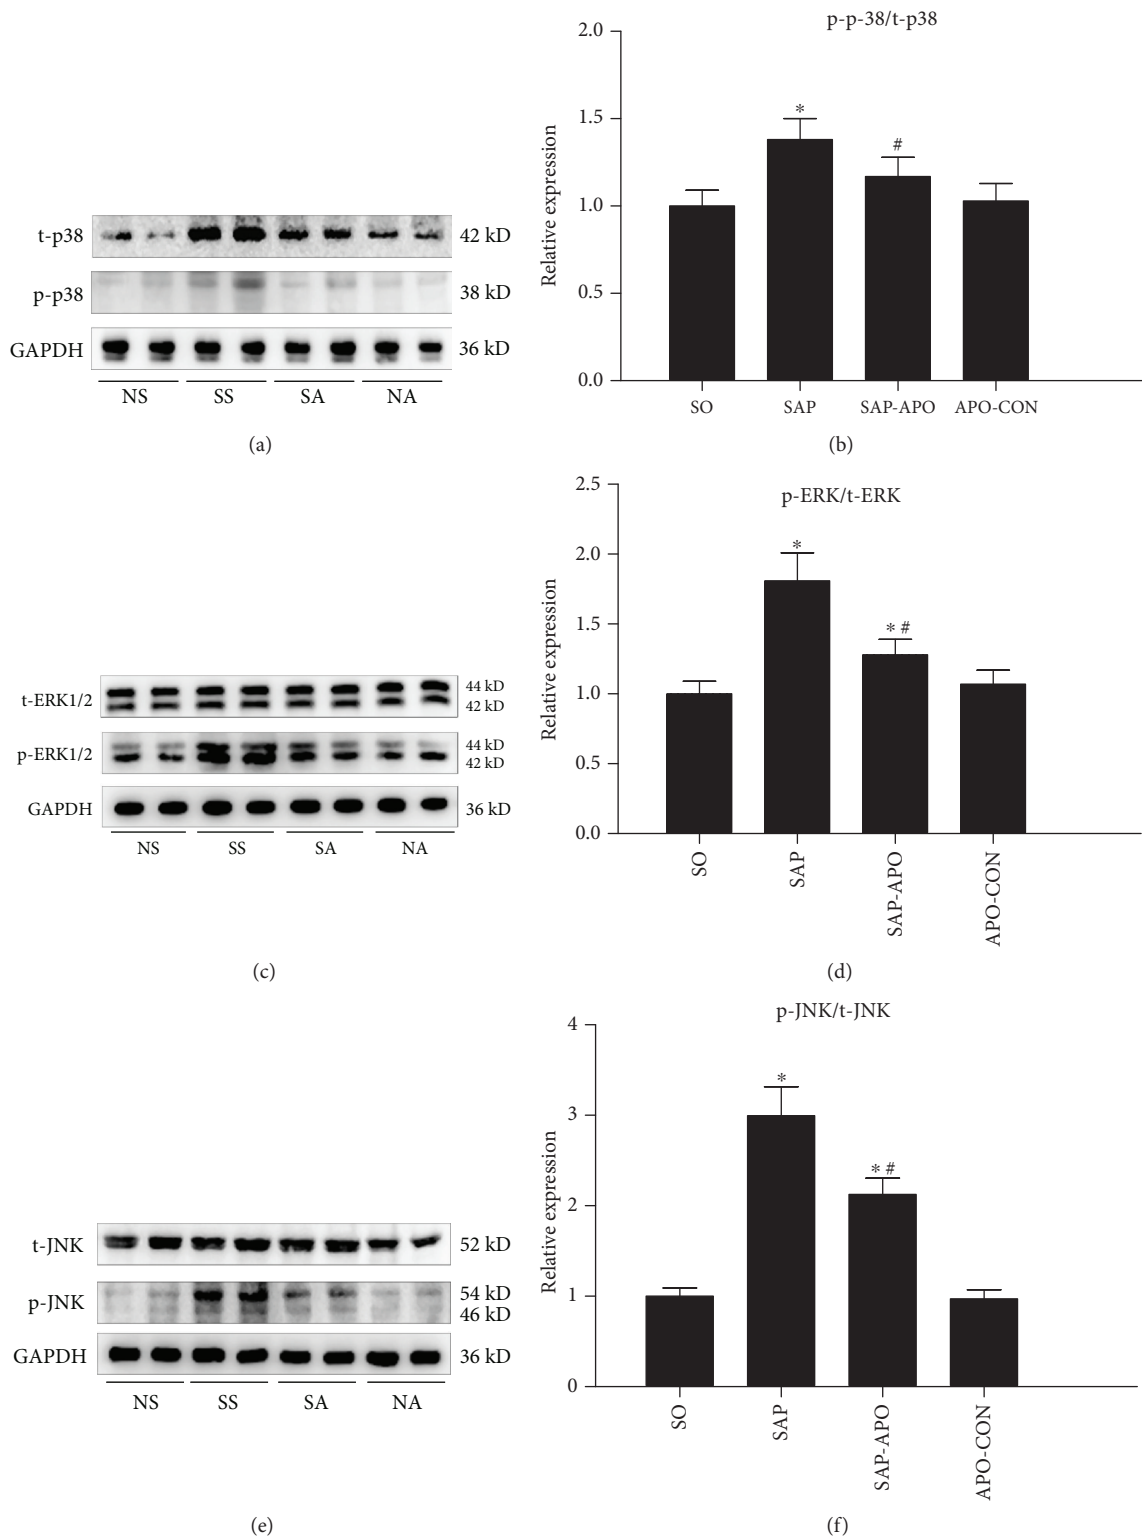 t-p38 42 kD
p-p38 38 kD
GAPDH 36 kD
NS SS SA NA
(a)
p-p-38/t-p38
Relative expression
2.0
1.5
1.0
0.5
0.0
*
#
SO SAP SAP-APO APO-CON
(b)
t-ERK1/2 44 kD
42 kD
p-ERK1/2 44 kD
42 kD
GAPDH 36 kD
NS SS SA NA
(c)
p-ERK/t-ERK
Relative expression
2.5
2.0
1.5
1.0
0.5
0.0
*
* #
SO SAP SAP-APO APO-CON
(d)
t-JNK 52 kD
p-JNK 54 kD
46 kD
GAPDH 36 kD
NS SS SA NA
(e)
p-JNK/t-JNK
Relative expression
4
3
2
1
0
*
* #
SO SAP SAP-APO APO-CON
(f)